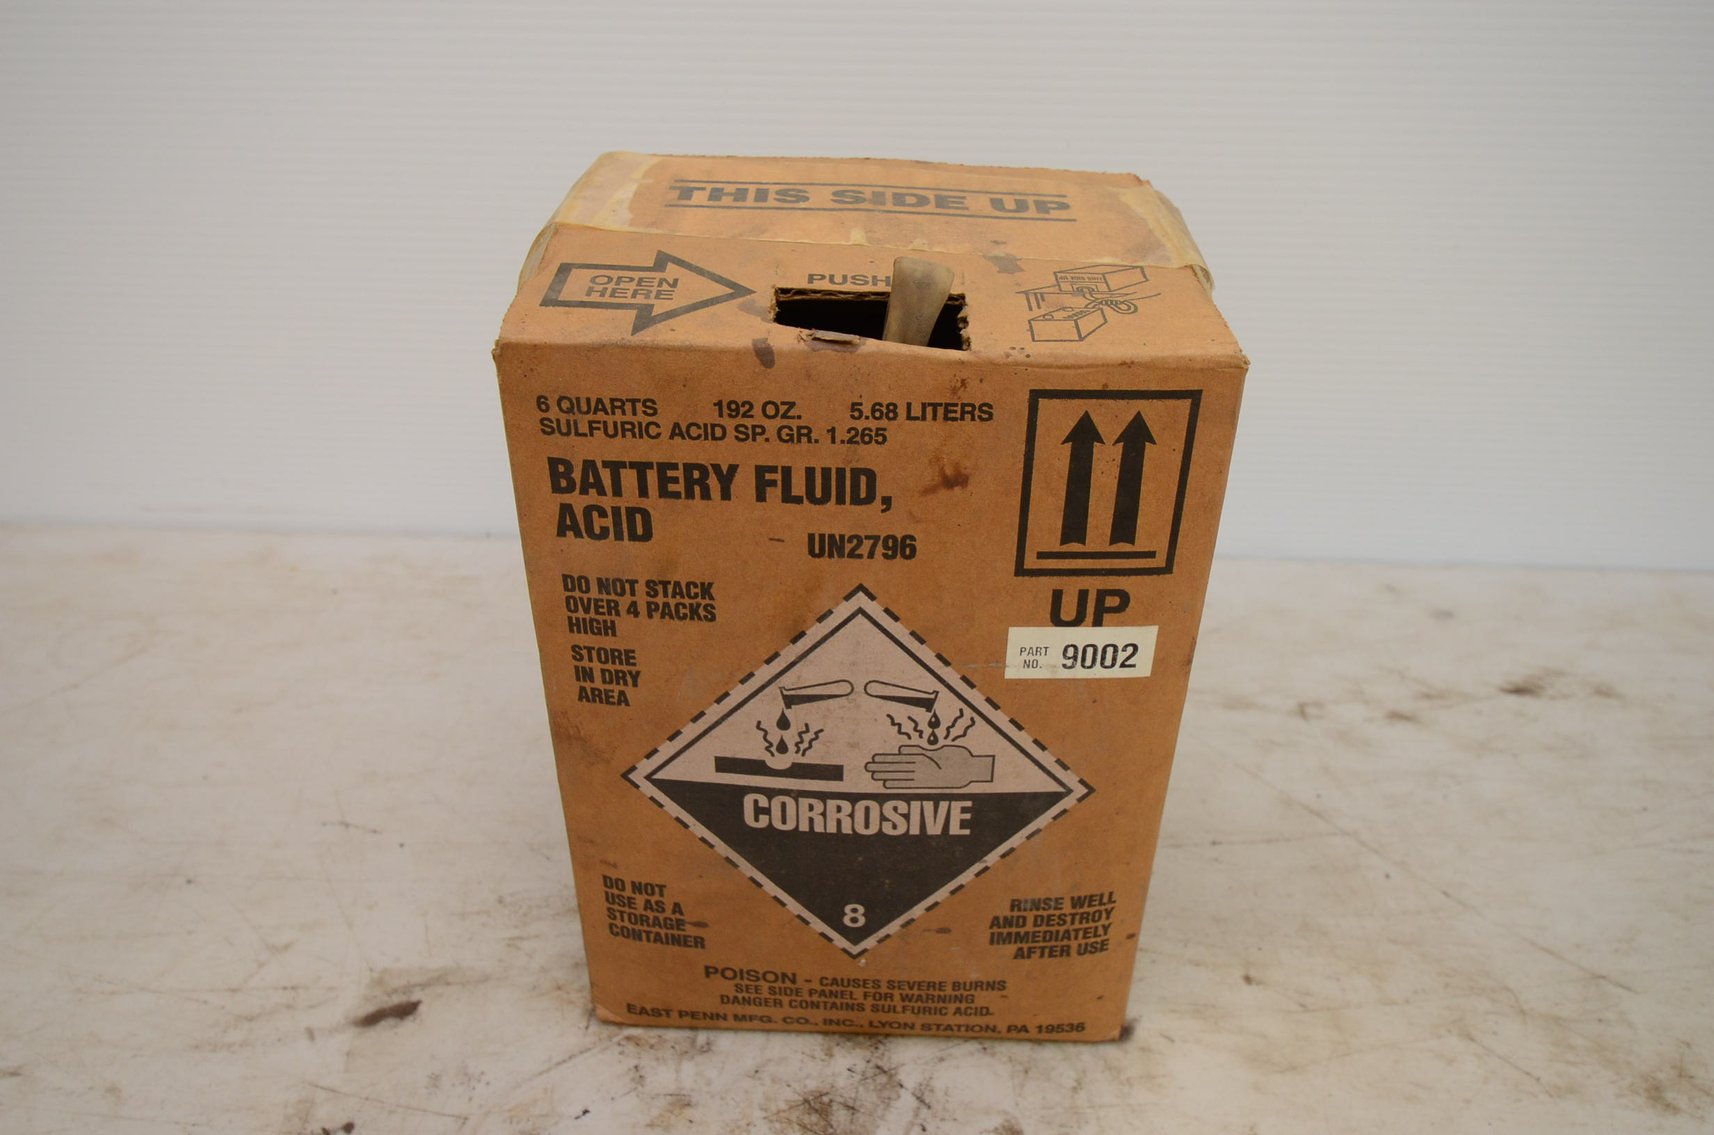 THIS SIDE UP
OPEN
HERE
PUSH
6 QUARTS 192 OZ. 5.68 LITERS
SULFURIC ACID SP. GR. 1.265
BATTERY FLUID,
ACID
UN2796
UP
PART
NO. 9002
DO NOT STACK
OVER 4 PACKS
HIGH
STORE
IN DRY
AREA
CORROSIVE
8
DO NOT
USE AS A
STORAGE
CONTAINER
RINSE WELL
AND DESTROY
IMMEDIATELY
AFTER USE
POISON - CAUSES SEVERE BURNS
SEE SIDE PANEL FOR WARNING
DANGER CONTAINS SULFURIC ACID.
EAST PENN MFG. CO., INC., LYON STATION, PA 19536